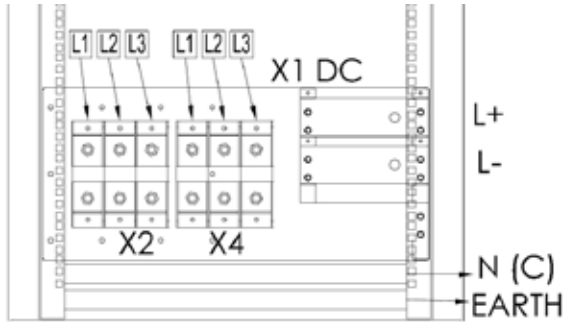 L1 L2 L3 L1 L2 L3
X1 DC
L+
L-
X2 X4
N (C)
EARTH